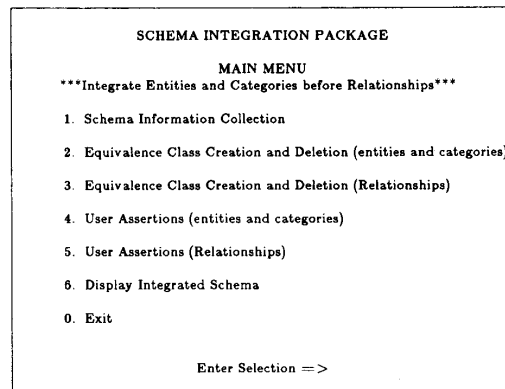 SCHEMA INTEGRATION PACKAGE
MAIN MENU
***Integrate Entities and Categories before Relationships***
1. Schema Information Collection
2. Equivalence Class Creation and Deletion (entities and categories)
3. Equivalence Class Creation and Deletion (Relationships)
4. User Assertions (entities and categories)
5. User Assertions (Relationships)
6. Display Integrated Schema
0. Exit
Enter Selection =>